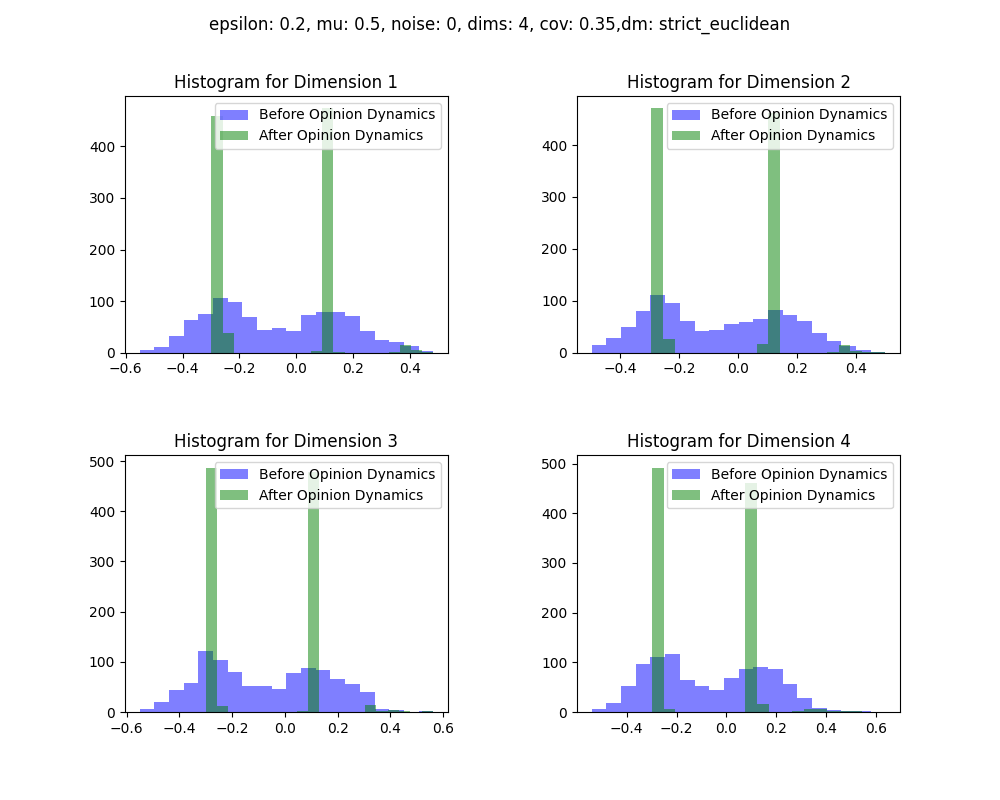 epsilon: 0.2, mu: 0.5, noise: 0, dims: 4, cov: 0.35,dm: strict_euclidean
Histogram for Dimension 1
Before Opinion Dynamics
After Opinion Dynamics
400
300
200
100
0
−0.6 −0.4 −0.2 0.0 0.2 0.4
Histogram for Dimension 2
Before Opinion Dynamics
After Opinion Dynamics
400
300
200
100
0
−0.4 −0.2 0.0 0.2 0.4
Histogram for Dimension 3
Before Opinion Dynamics
After Opinion Dynamics
500
400
300
200
100
0
−0.6 −0.4 −0.2 0.0 0.2 0.4 0.6
Histogram for Dimension 4
Before Opinion Dynamics
After Opinion Dynamics
500
400
300
200
100
0
−0.4 −0.2 0.0 0.2 0.4 0.6